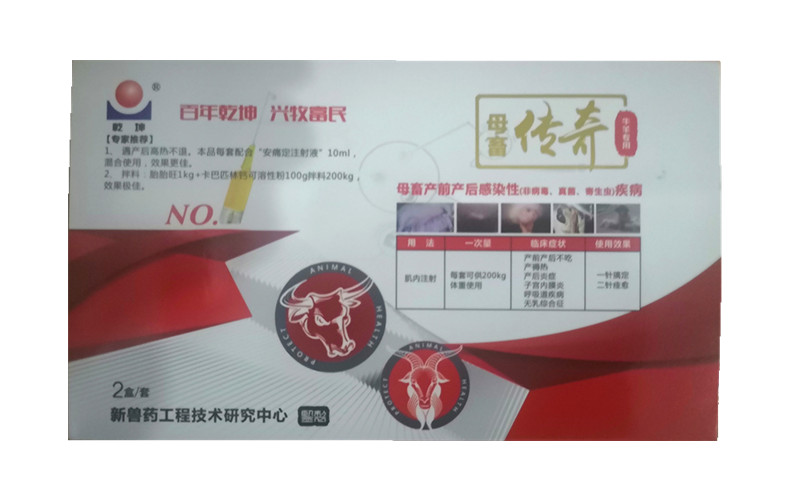 ®
乾 坤
百年乾坤 兴牧富民
【专家推荐】
1、 遇产后高热不退。本品每套配合“安痛定注射液”10ml，
混合使用，效果更佳。
2、 拌料：胎胎旺1kg+卡巴匹林钙可溶性粉100g拌料200kg，
效果极佳。
NO.
母畜
传奇
牛羊专用
母畜产前产后感染性(非病毒、真菌、寄生虫)疾病
用 法 一次量 临床症状 使用效果
肌内注射
每套可供200kg
体重使用
产前产后不吃
产褥热
产后炎症
子宫内膜炎
呼吸道疾病
无乳综合征
一针搞定
二针痊愈
ANIMAL
HEALTH
PROTECT
ANIMAL
HEALTH
PROTECT
2盒/套
新兽药工程技术研究中心